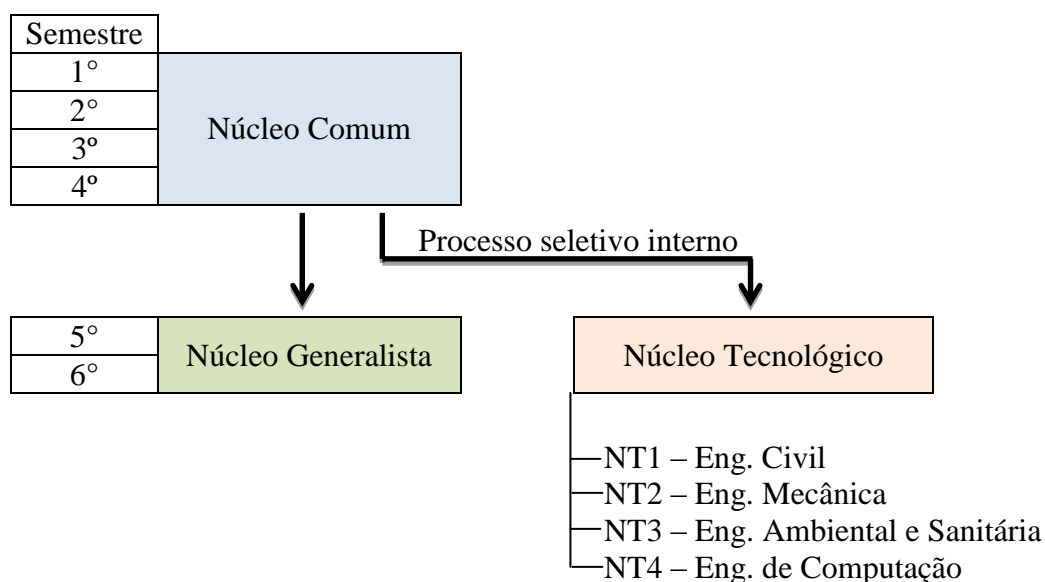 Semestre
1°
2°
3º
4º
Núcleo Comum
Processo seletivo interno
5°
6°
Núcleo Generalista
Núcleo Tecnológico
NT1 – Eng. Civil
NT2 – Eng. Mecânica
NT3 – Eng. Ambiental e Sanitária
NT4 – Eng. de Computação